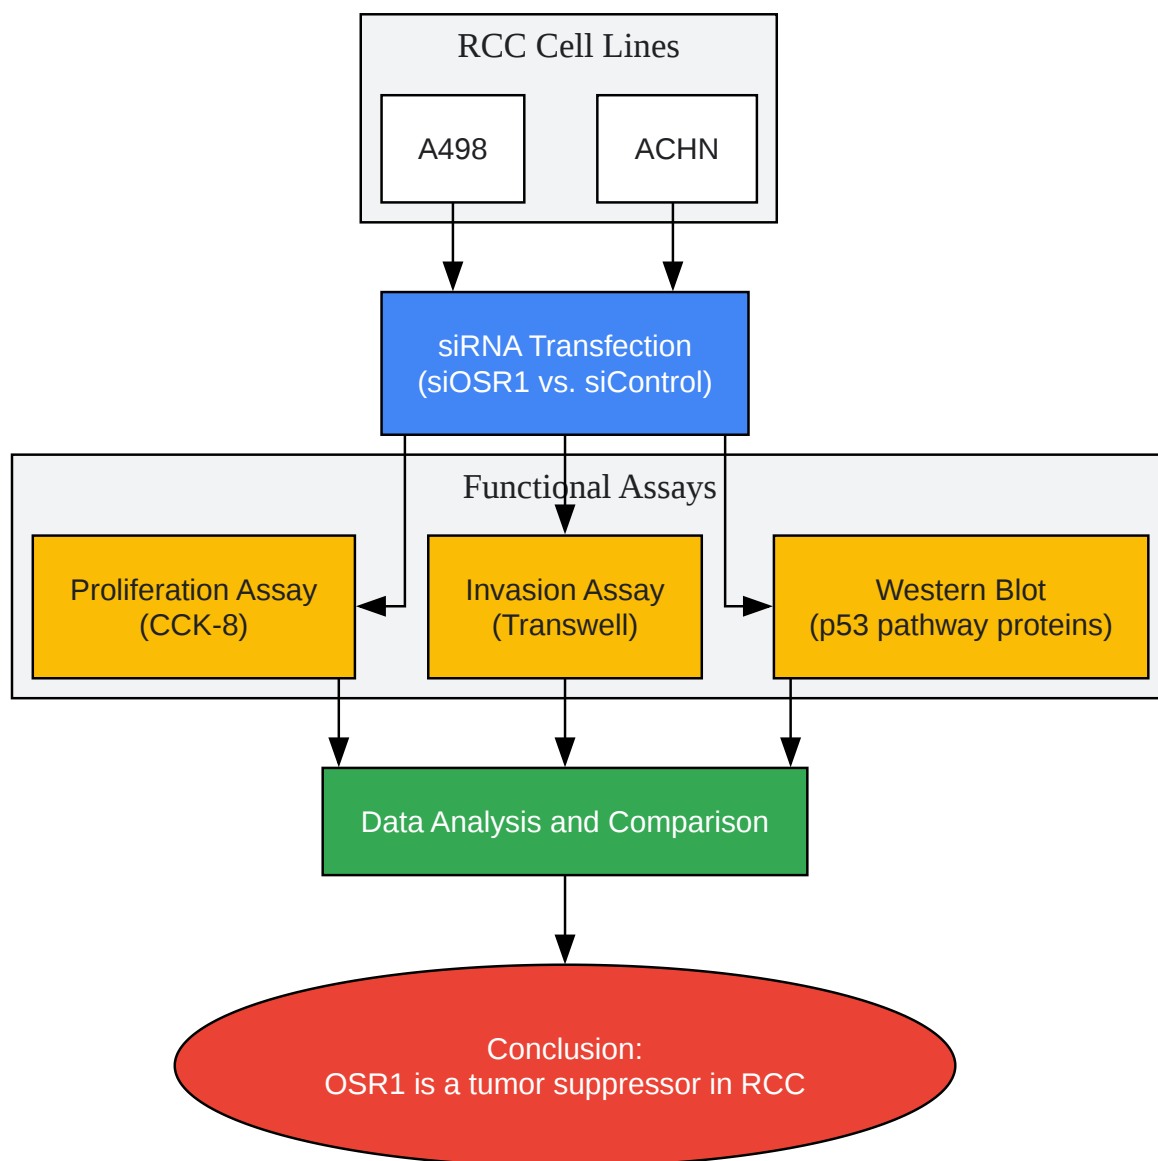 RCC Cell Lines
A498
ACHN
siRNA Transfection
(siOSR1 vs. siControl)
Functional Assays
Proliferation Assay
(CCK-8)
Invasion Assay
(Transwell)
Western Blot
(p53 pathway proteins)
Data Analysis and Comparison
Conclusion:
OSR1 is a tumor suppressor in RCC